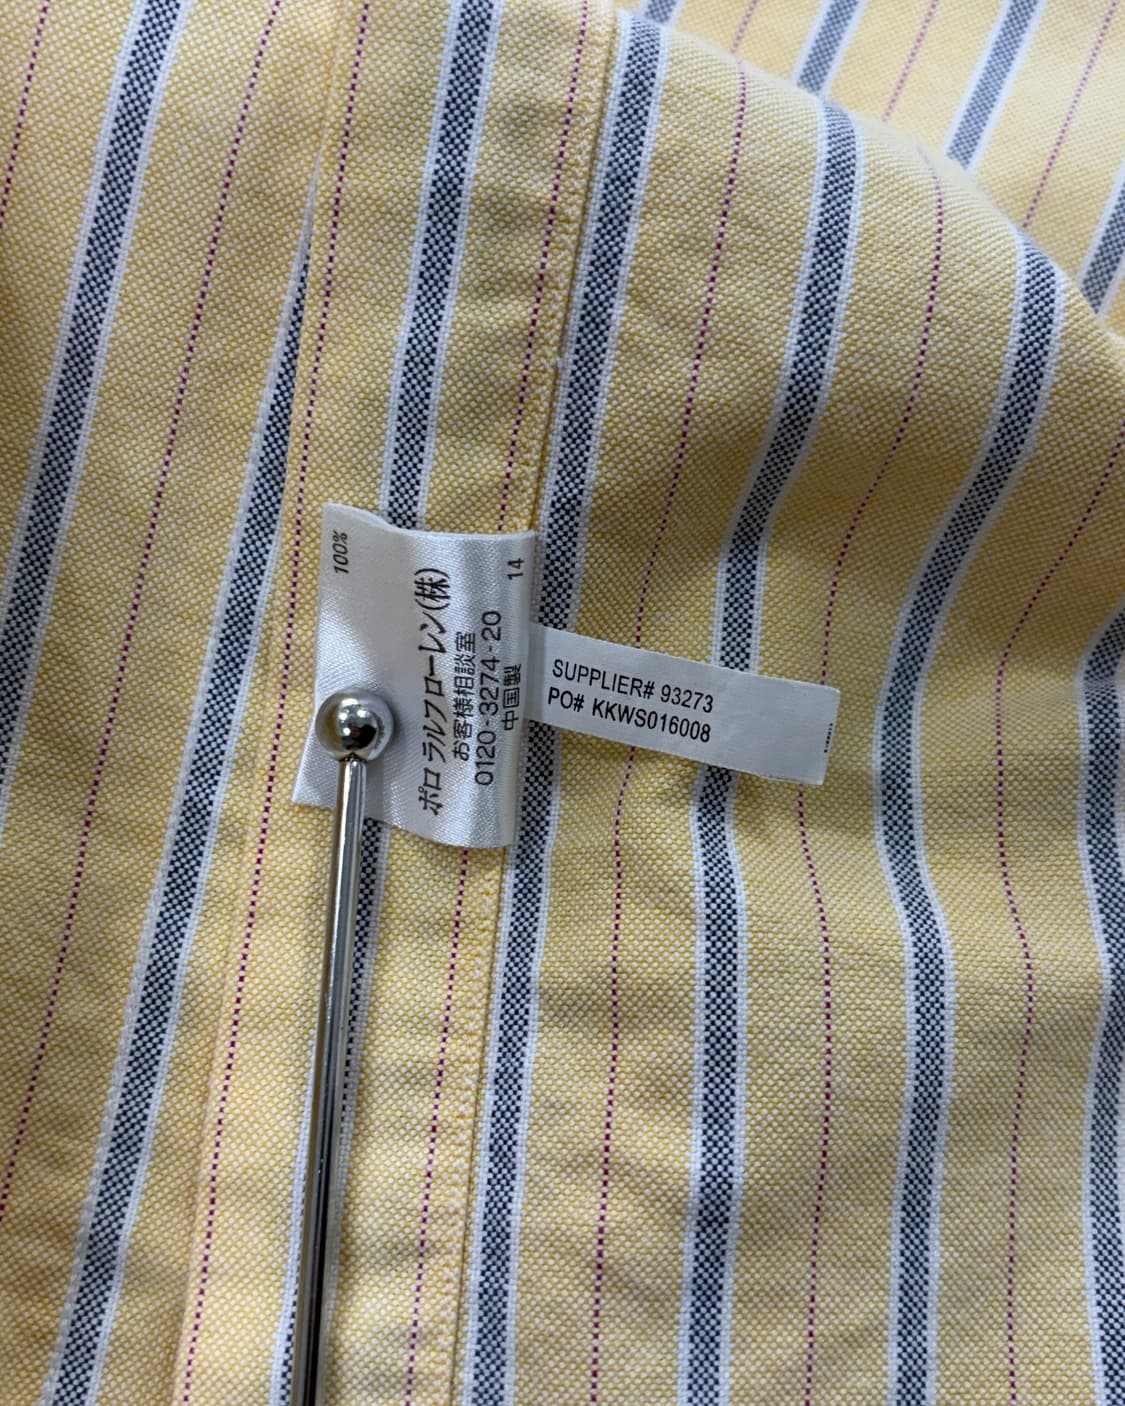 100%
ポロ ラルフ ローレン(株)
お客様相談室
0120-3274-20
中国製
14
SUPPLIER# 93273
PO# KKWS016008